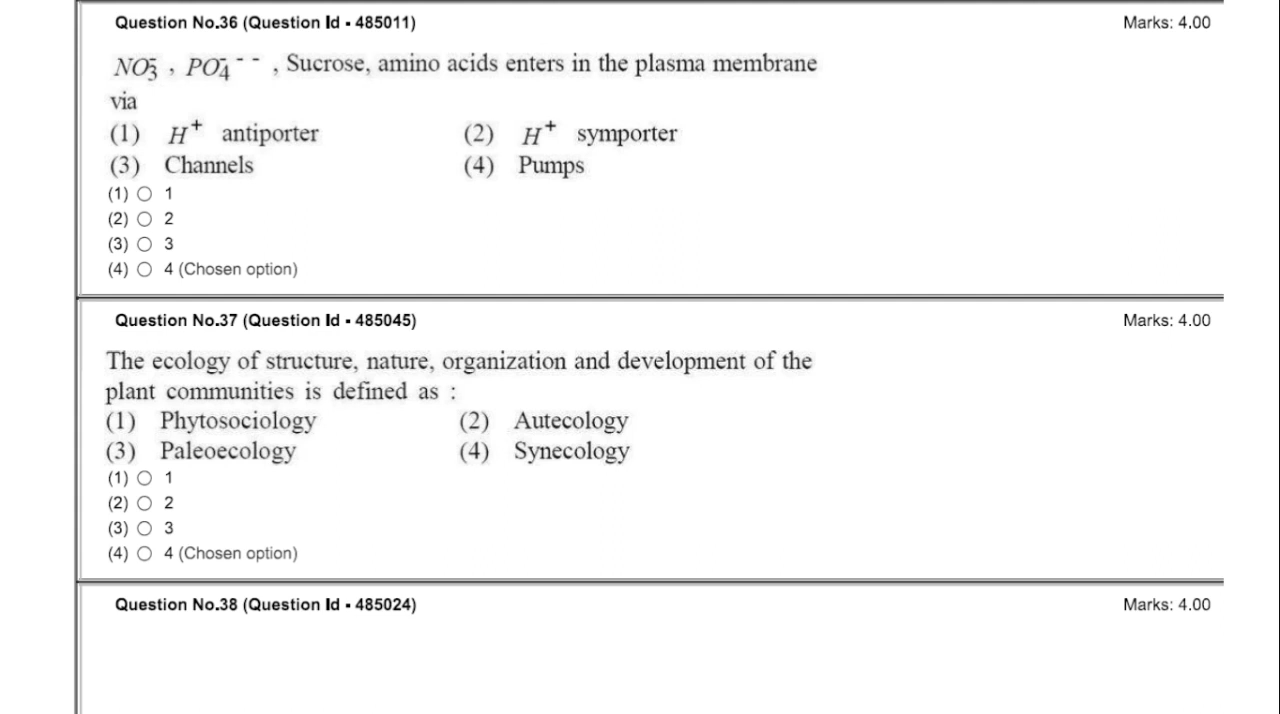 Question No.36 (Question Id - 485011) Marks: 4.00
NO3̄ , PO4̄ - - , Sucrose, amino acids enters in the plasma membrane
via
(1) H+ antiporter (2) H+ symporter
(3) Channels (4) Pumps
(1) ○ 1
(2) ○ 2
(3) ○ 3
(4) ○ 4 (Chosen option)
Question No.37 (Question Id - 485045) Marks: 4.00
The ecology of structure, nature, organization and development of the
plant communities is defined as :
(1) Phytosociology (2) Autecology
(3) Paleoecology (4) Synecology
(1) ○ 1
(2) ○ 2
(3) ○ 3
(4) ○ 4 (Chosen option)
Question No.38 (Question Id - 485024) Marks: 4.00